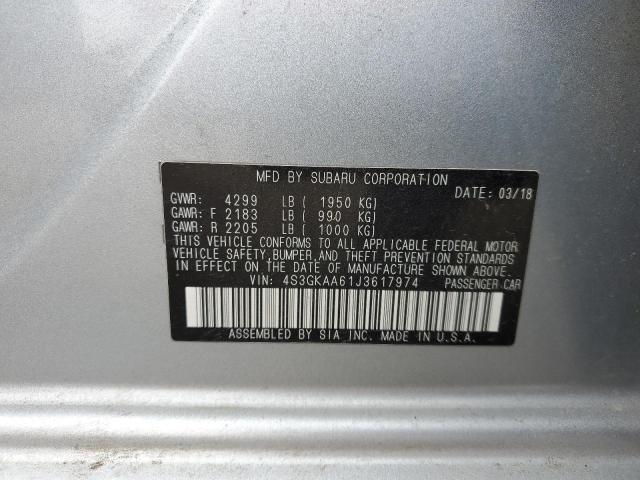 MFD BY SUBARU CORPORATION
DATE: 03/18
GVWR: 4299 LB ( 1950 KG)
GAWR: F 2183 LB ( 990 KG)
GAWR: R 2205 LB ( 1000 KG)
THIS VEHICLE CONFORMS TO ALL APPLICABLE FEDERAL MOTOR
VEHICLE SAFETY, BUMPER, AND THEFT PREVENTION STANDARDS
IN EFFECT ON THE DATE OF MANUFACTURE SHOWN ABOVE.
VIN: 4S3GKAA61J3617974 PASSENGER CAR
ASSEMBLED BY SIA INC. MADE IN U.S.A.